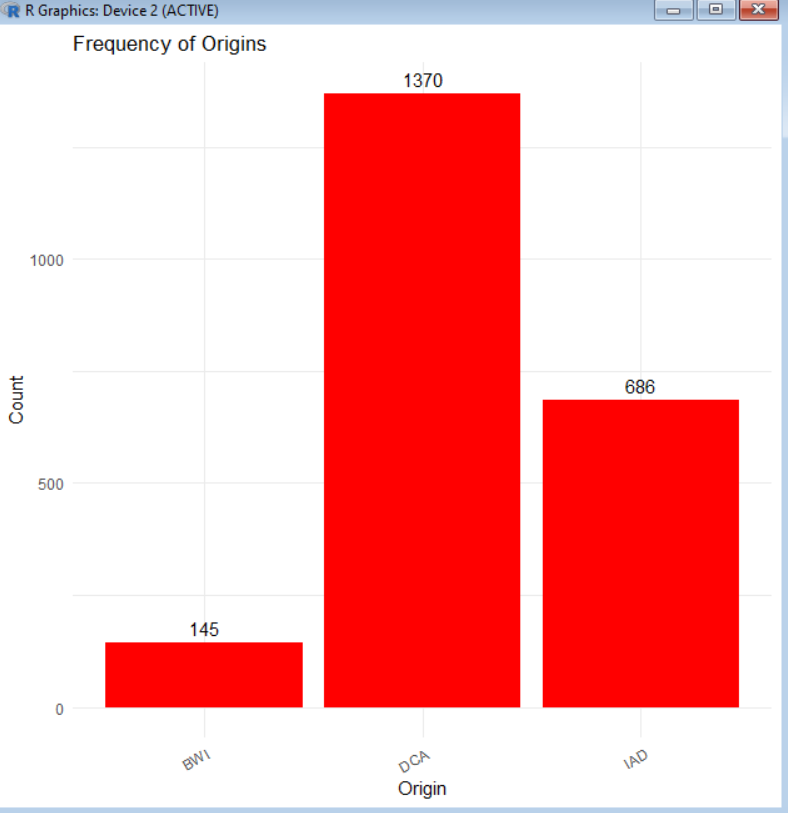 R Graphics: Device 2 (ACTIVE)
Frequency of Origins
1370
1000
686
Count
500
145
0
BWI DCA IAD
Origin